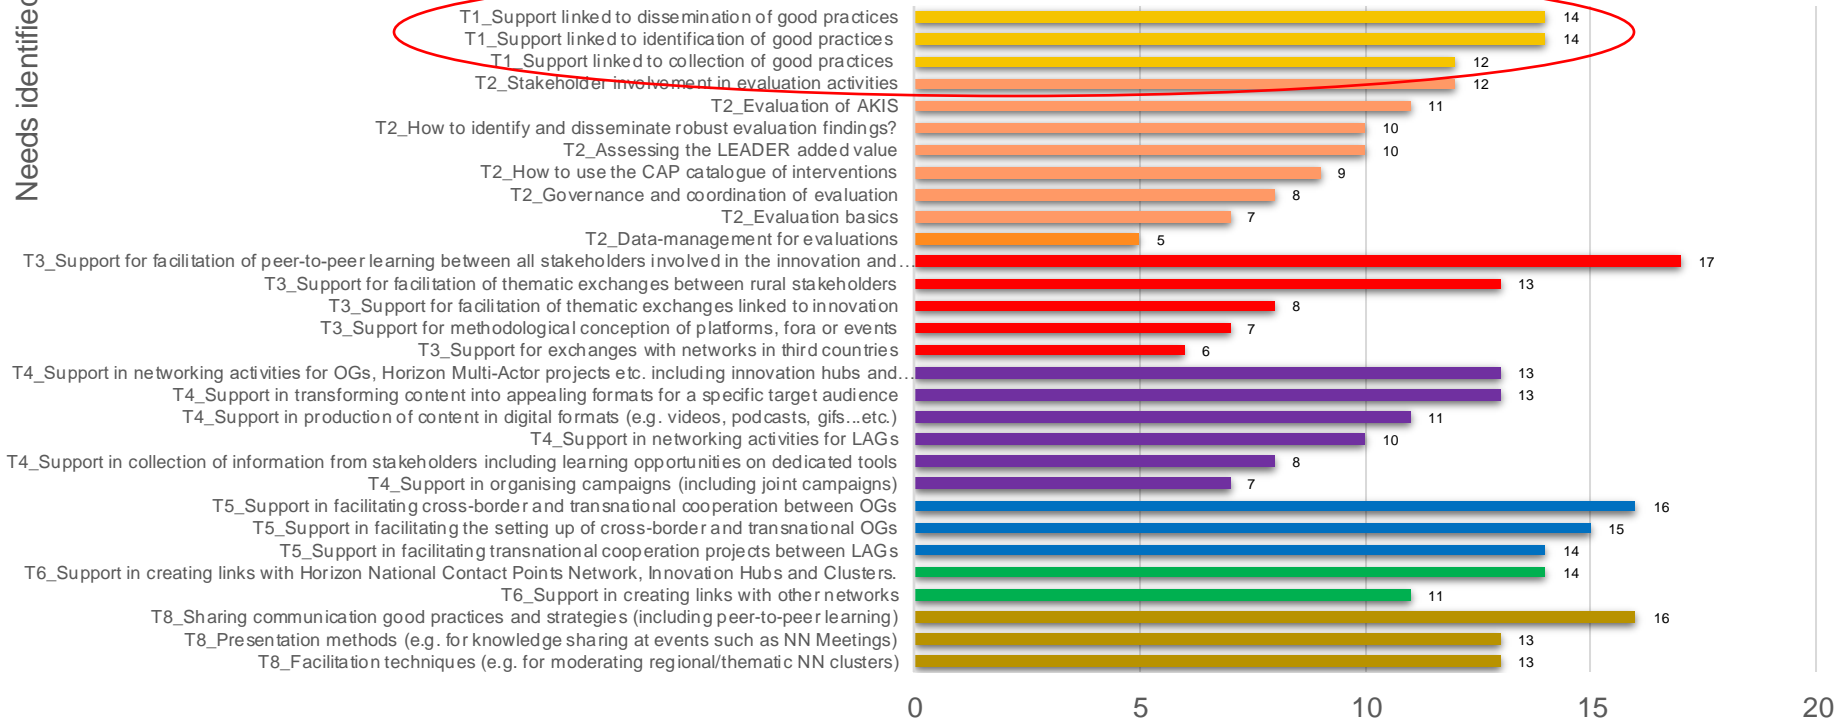 Needs identified
T1_Support linked to dissemination of good practices 14
T1_Support linked to identification of good practices 14
T1_Support linked to collection of good practices 12
T2_Stakeholder involvement in evaluation activities 12
T2_Evaluation of AKIS 11
T2_How to identify and disseminate robust evaluation findings? 10
T2_Assessing the LEADER added value 10
T2_How to use the CAP catalogue of interventions 9
T2_Governance and coordination of evaluation 8
T2_Evaluation basics 7
T2_Data-management for evaluations 5
T3_Support for facilitation of peer-to-peer learning between all stakeholders involved in the innovation and... 17
T3_Support for facilitation of thematic exchanges between rural stakeholders 13
T3_Support for facilitation of thematic exchanges linked to innovation 8
T3_Support for methodological conception of platforms, fora or events 7
T3_Support for exchanges with networks in third countries 6
T4_Support in networking activities for OGs, Horizon Multi-Actor projects etc. including innovation hubs and... 13
T4_Support in transforming content into appealing formats for a specific target audience 13
T4_Support in production of content in digital formats (e.g. videos, podcasts, gifs...etc.) 11
T4_Support in networking activities for LAGs 10
T4_Support in collection of information from stakeholders including learning opportunities on dedicated tools 8
T4_Support in organising campaigns (including joint campaigns) 7
T5_Support in facilitating cross-border and transnational cooperation between OGs 16
T5_Support in facilitating the setting up of cross-border and transnational OGs 15
T5_Support in facilitating transnational cooperation projects between LAGs 14
T6_Support in creating links with Horizon National Contact Points Network, Innovation Hubs and Clusters. 14
T6_Support in creating links with other networks 11
T8_Sharing communication good practices and strategies (including peer-to-peer learning) 16
T8_Presentation methods (e.g. for knowledge sharing at events such as NN Meetings) 13
T8_Facilitation techniques (e.g. for moderating regional/thematic NN clusters) 13
0 5 10 15 20